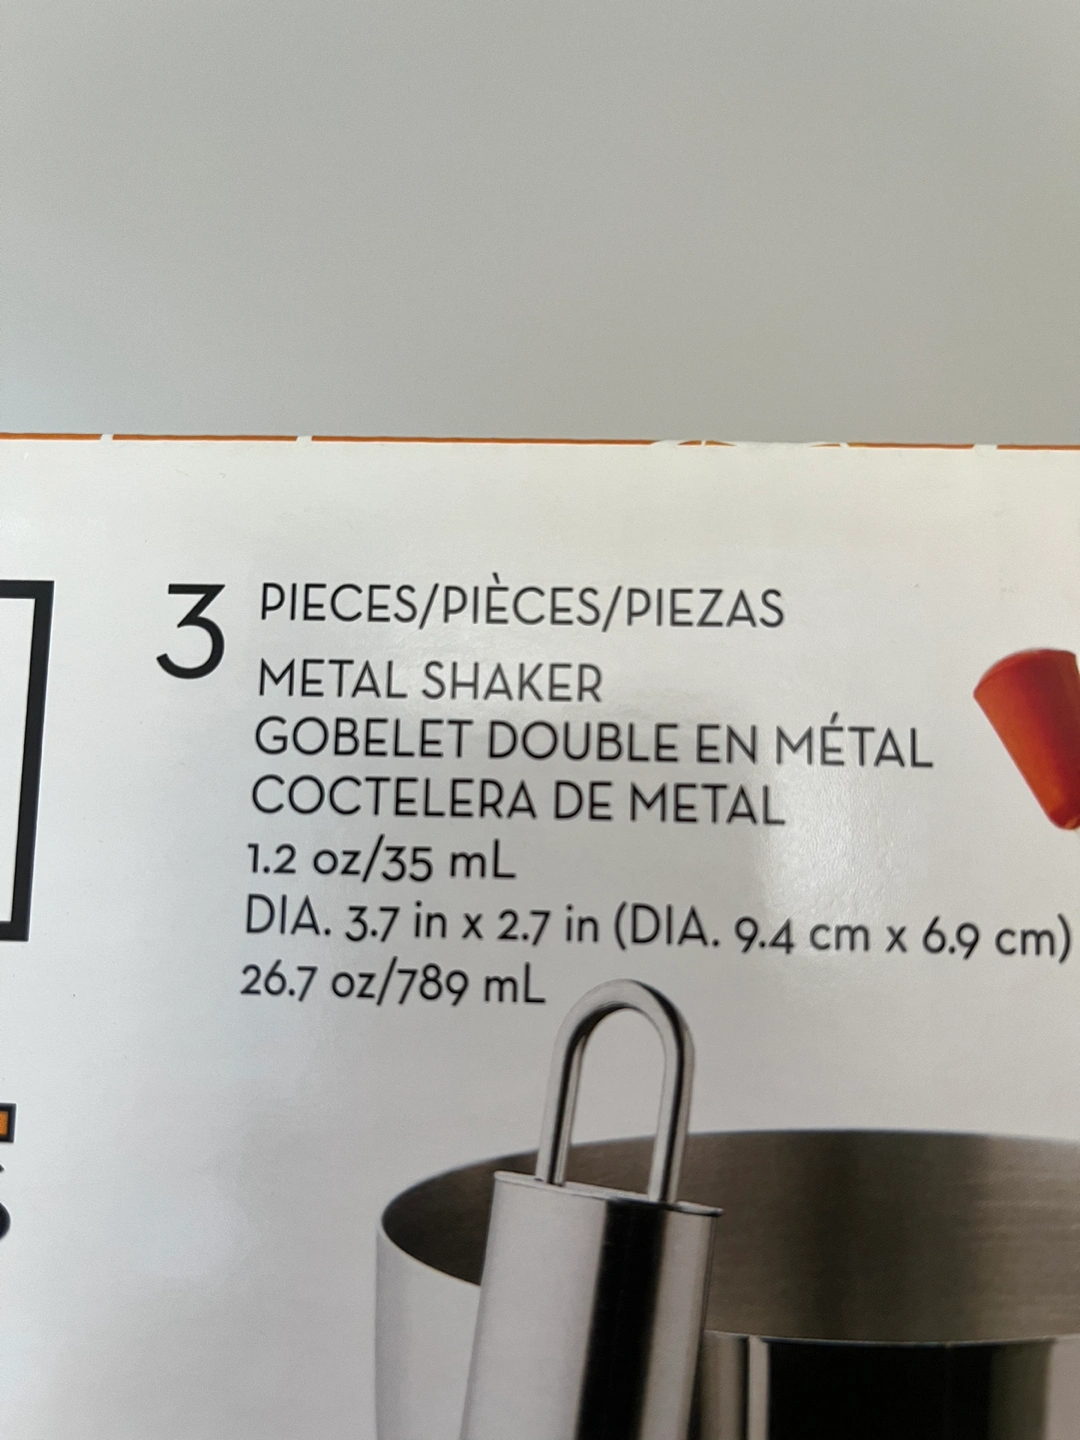 3 PIECES/PIÈCES/PIEZAS
METAL SHAKER
GOBELET DOUBLE EN MÉTAL
COCTELERA DE METAL
1.2 oz/35 mL
DIA. 3.7 in x 2.7 in (DIA. 9.4 cm x 6.9 cm)
26.7 oz/789 mL